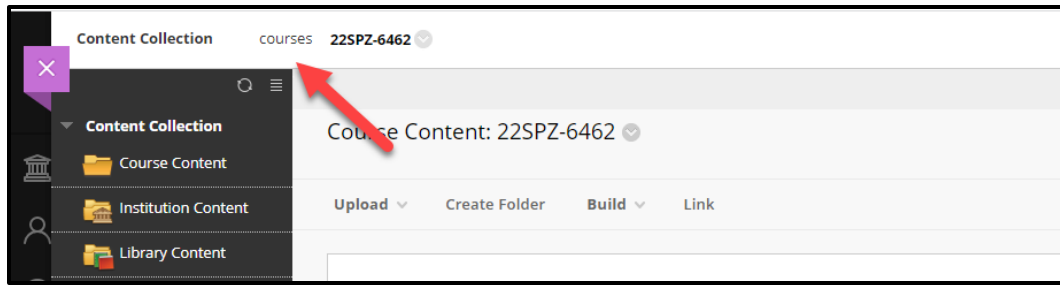 Content Collection courses 22SPZ-6462
Content Collection
Course Content: 22SPZ-6462
Course Content
Institution Content
Upload Create Folder Build Link
Library Content